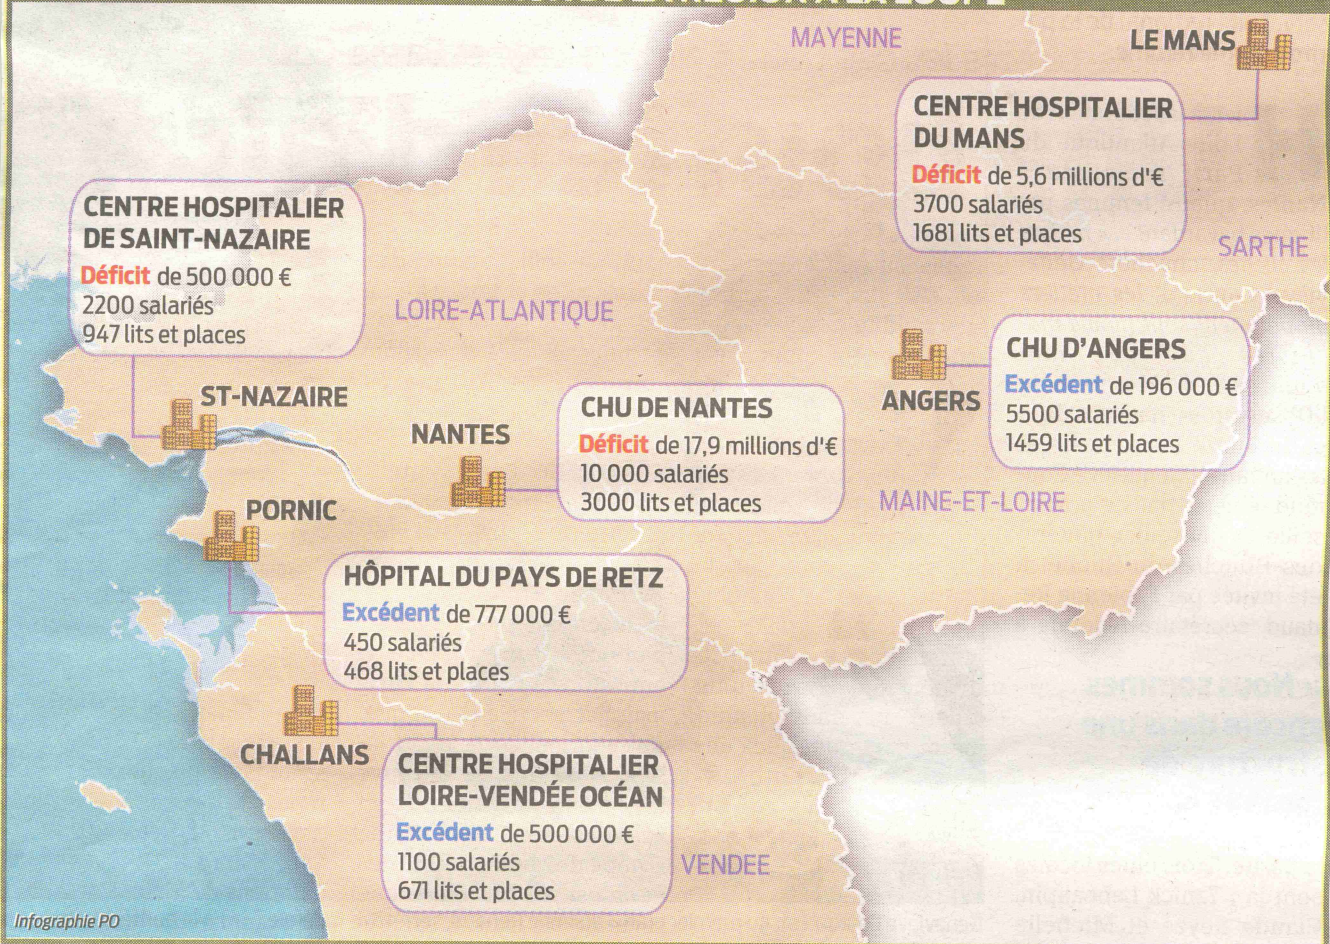 MAYENNE
LE MANS
CENTRE HOSPITALIER
DU MANS
Déficit de 5,6 millions d'€
3700 salariés
1681 lits et places
SARTHE
CENTRE HOSPITALIER
DE SAINT-NAZAIRE
Déficit de 500 000 €
2200 salariés
947 lits et places
LOIRE-ATLANTIQUE
ANGERS
CHU D'ANGERS
Excédent de 196 000 €
5500 salariés
1459 lits et places
ST-NAZAIRE
NANTES
CHU DE NANTES
Déficit de 17,9 millions d'€
10 000 salariés
3000 lits et places
MAINE-ET-LOIRE
PORNIC
HÔPITAL DU PAYS DE RETZ
Excédent de 777 000 €
450 salariés
468 lits et places
CHALLANS
CENTRE HOSPITALIER
LOIRE-VENDÉE OCÉAN
Excédent de 500 000 €
1100 salariés
671 lits et places
VENDEE
Infographie PO